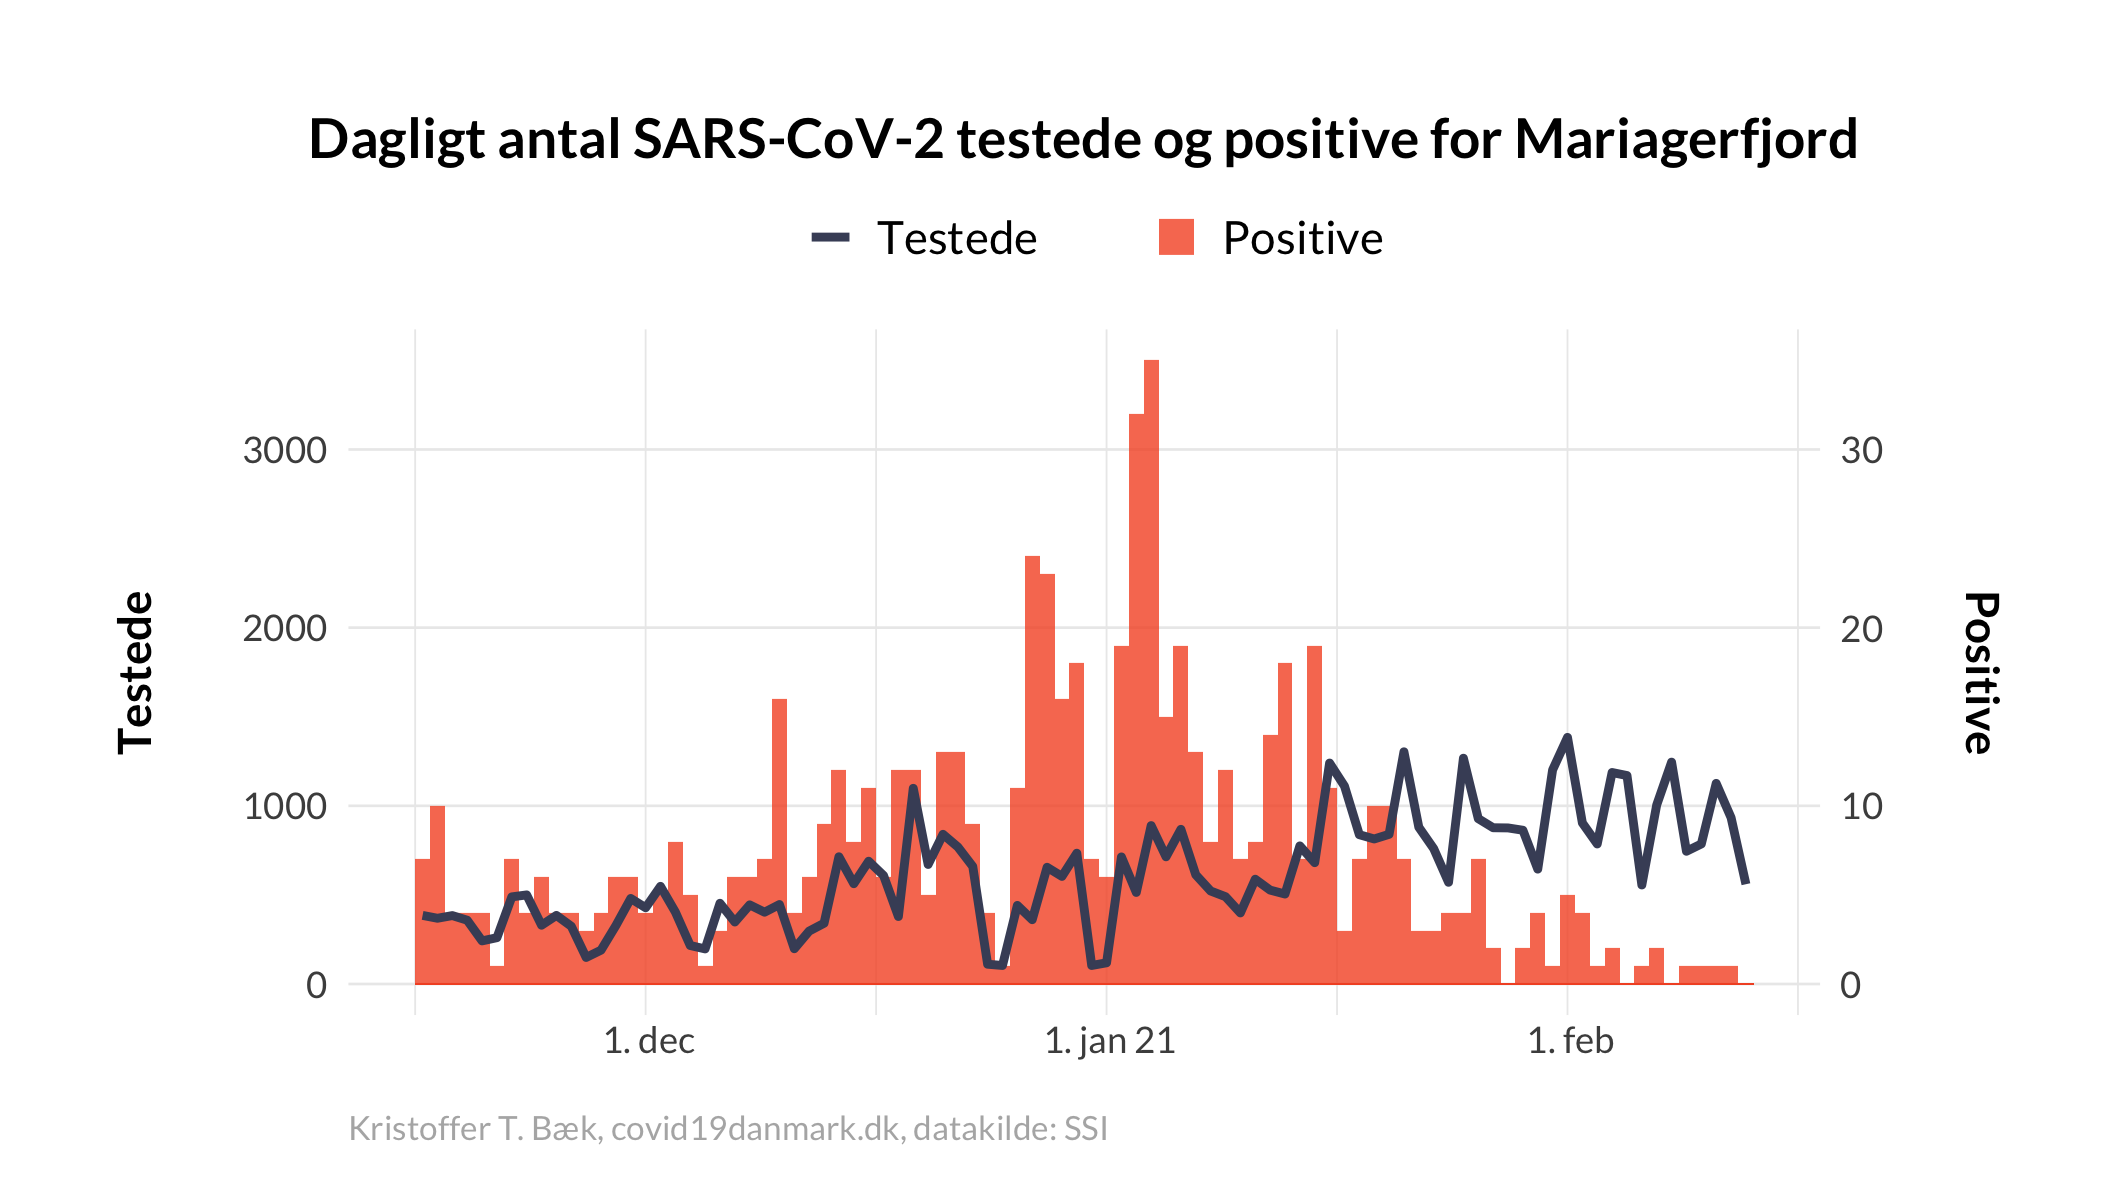 Dagligt antal SARS-CoV-2 testede og positive for Mariagerfjord
Testede
Positive
3000
2000
1000
0
Testede
30
20
10
0
Positive
1. dec
1. jan 21
1. feb
Kristoffer T. Bæk, covid19danmark.dk, datakilde: SSI